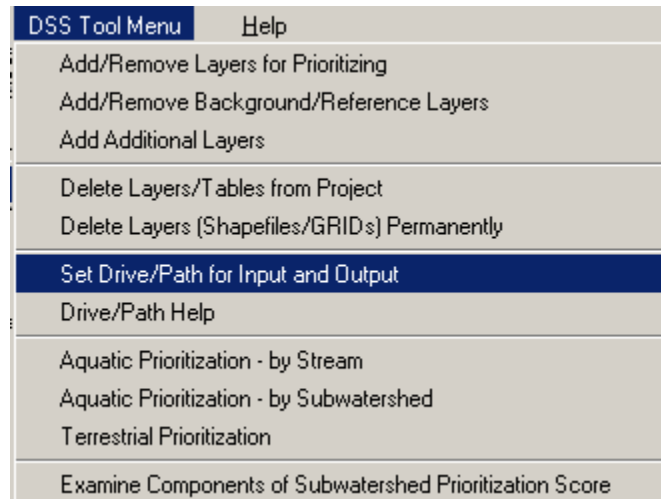 DSS Tool Menu Help
Add/Remove Layers for Prioritizing
Add/Remove Background/Reference Layers
Add Additional Layers
Delete Layers/Tables from Project
Delete Layers (Shapefiles/GRIDs) Permanently
Set Drive/Path for Input and Output
Drive/Path Help
Aquatic Prioritization - by Stream
Aquatic Prioritization - by Subwatershed
Terrestrial Prioritization
Examine Components of Subwatershed Prioritization Score